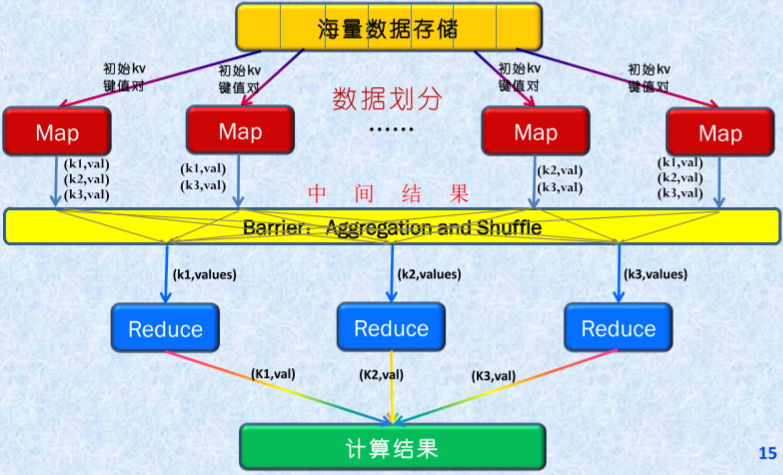 海量数据存储
初始kv
键值对
初始kv
键值对
初始kv
键值对
初始kv
键值对
数据划分
Map
Map
……
Map
Map
(k1,val)
(k2,val)
(k3,val)
(k1,val)
(k3,val)
(k2,val)
(k3,val)
(k1,val)
(k2,val)
(k3,val)
中 间 结 果
Barrier：Aggregation and Shuffle
(k1,values)
(k2,values)
(k3,values)
Reduce
Reduce
Reduce
(K1,val)
(K2,val)
(K3,val)
计算结果
15